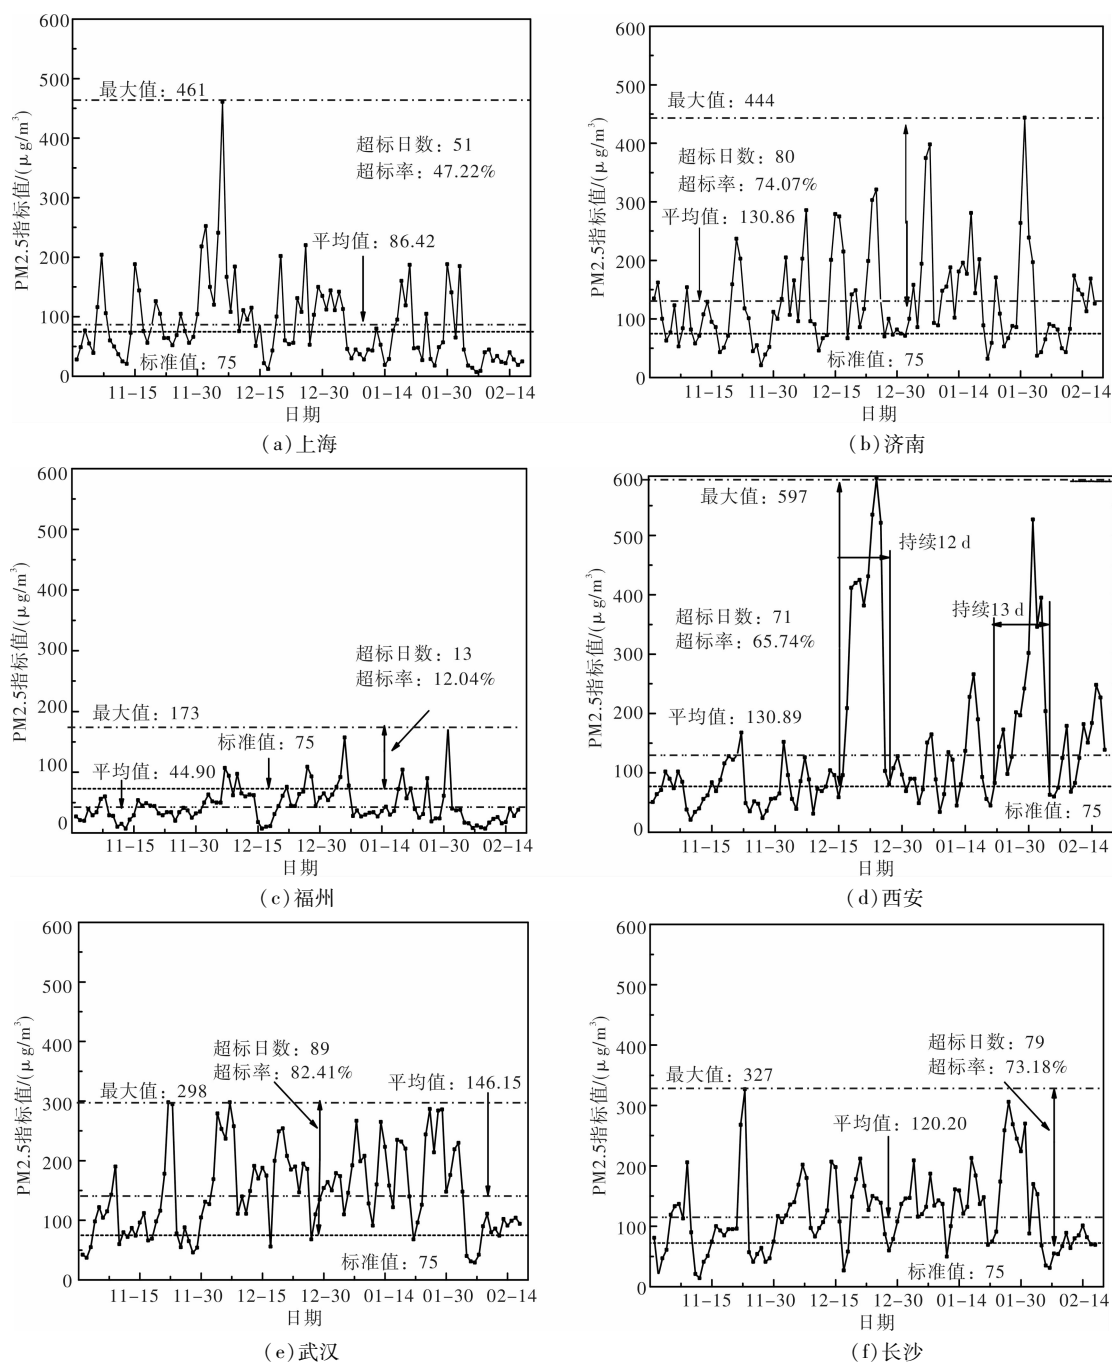 600
500
400
300
200
100
0
PM2.5指标值/(μg/m³)
最大值：461
超标日数：51
超标率：47.22%
平均值：86.42
标准值：75
11-15 11-30 12-15 12-30 01-14 01-30 02-14
日期
(a)上海
600
500
400
300
200
100
0
PM2.5指标值/(μg/m³)
最大值：444
超标日数：80
超标率：74.07%
平均值：130.86
标准值：75
11-15 11-30 12-15 12-30 01-14 01-30 02-14
日期
(b)济南
600
500
400
300
200
100
0
PM2.5指标值/(μg/m³)
超标日数：13
超标率：12.04%
最大值：173
标准值：75
平均值：44.90
11-15 11-30 12-15 12-30 01-14 01-30 02-14
日期
(c)福州
600
500
400
300
200
100
0
PM2.5指标值/(μg/m³)
最大值：597
持续12 d
持续13 d
超标日数：71
超标率：65.74%
平均值：130.89
标准值：75
11-15 11-30 12-15 12-30 01-14 01-30 02-14
日期
(d)西安
600
500
400
300
200
100
0
PM2.5指标值/(μg/m³)
超标日数：89
超标率：82.41%
最大值：298
平均值：146.15
标准值：75
11-15 11-30 12-15 12-30 01-14 01-30 02-14
日期
(e)武汉
600
500
400
300
200
100
0
PM2.5指标值/(μg/m³)
超标日数：79
超标率：73.18%
最大值：327
平均值：120.20
标准值：75
11-15 11-30 12-15 12-30 01-14 01-30 02-14
日期
(f)长沙